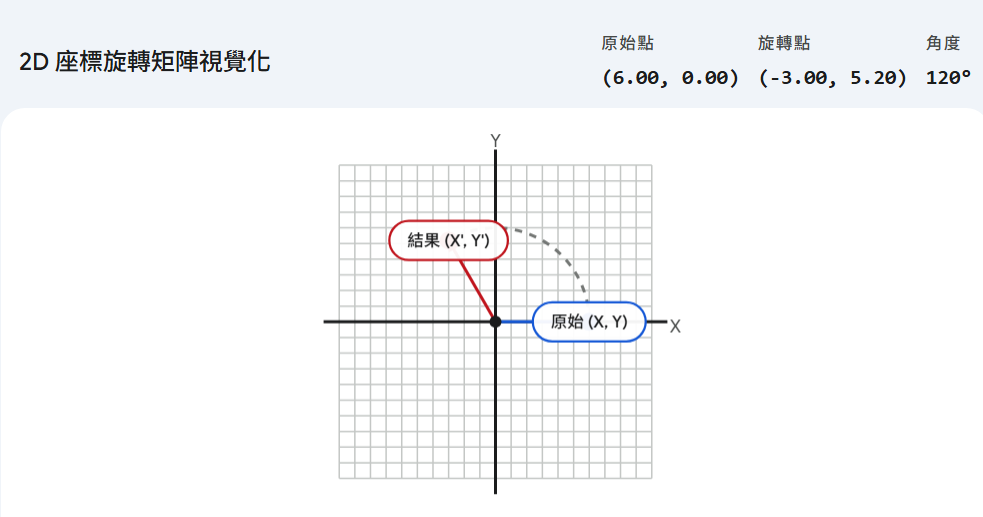 2D 座標旋轉矩陣視覺化
原始點 旋轉點 角度
(6.00, 0.00) (-3.00, 5.20) 120°
Y
結果 (X', Y')
原始 (X, Y)
X